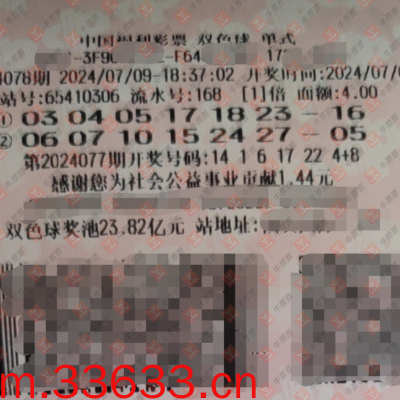 中国福利彩票 双色球 单式
-3F9 -F64 17
4078期 2024/07/09-18:37:02 开奖时间:2024/07/0
站号:65410306 流水号:168 [1]倍 面额:4.00
① 03 04 05 17 18 23 - 16
② 06 07 10 15 24 27 - 05
第2024077期开奖号码:14 1 6 17 22 4+8
感谢您为社会公益事业贡献1.44元
双色球奖池23.82亿元 站地址:
m.33633.cn